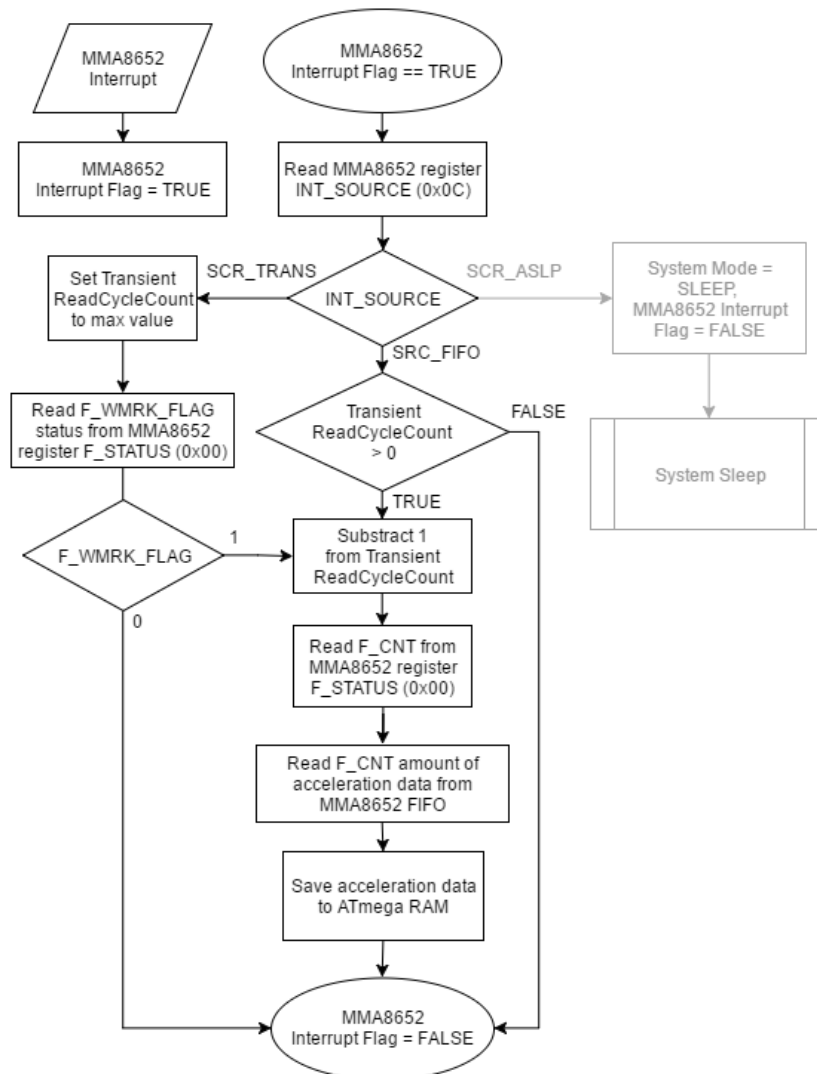 MMA8652
Interrupt
MMA8652
Interrupt Flag == TRUE
MMA8652
Interrupt Flag = TRUE
Read MMA8652 register
INT_SOURCE (0x0C)
SCR_TRANS
SCR_ASLP
Set Transient
ReadCycleCount
to max value
INT_SOURCE
System Mode =
SLEEP,
MMA8652 Interrupt
Flag = FALSE
SRC_FIFO
Read F_WMRK_FLAG
status from MMA8652
register F_STATUS (0x00)
Transient
ReadCycleCount
> 0
FALSE
System Sleep
TRUE
F_WMRK_FLAG
1
0
Substract 1
from Transient
ReadCycleCount
Read F_CNT from
MMA8652 register
F_STATUS (0x00)
Read F_CNT amount of
acceleration data from
MMA8652 FIFO
Save acceleration data
to ATmega RAM
MMA8652
Interrupt Flag = FALSE